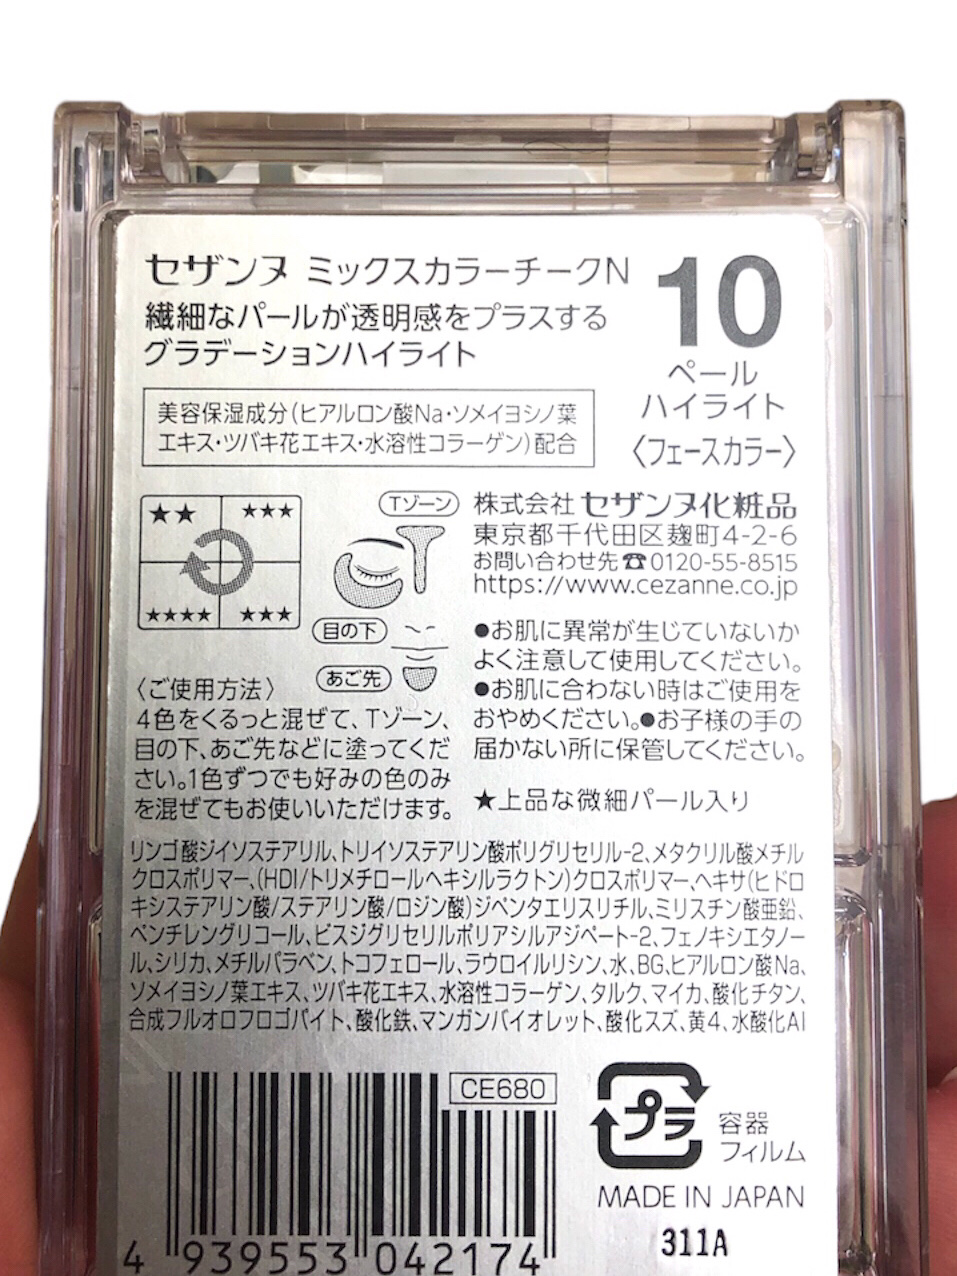 セザンヌ ミックスカラーチークN
繊細なパールが透明感をプラスする
グラデーションハイライト
10
ペール
ハイライト
〈フェースカラー〉
美容保湿成分(ヒアルロン酸Na・ソメイヨシノ葉
エキス・ツバキ花エキス・水溶性コラーゲン)配合
★★
★★★
★★★★
★★★
Tゾーン
目の下
あご先
〈ご使用方法〉
4色をくるっと混ぜて、Tゾーン、
目の下、あご先などに塗ってくだ
さい。1色ずつでも好みの色のみ
を混ぜてもお使いいただけます。
株式会社 セザンヌ化粧品
東京都千代田区麹町4-2-6
お問い合わせ先☎0120-55-8515
https://www.cezanne.co.jp
●お肌に異常が生じていないか
よく注意して使用してください。
●お肌に合わない時はご使用を
おやめください。●お子様の手の
届かない所に保管してください。
★上品な微細パール入り
リンゴ酸ジイソステアリル、トリイソステアリン酸ポリグリセリル-2、メタクリル酸メチル
クロスポリマー、(HDI/トリメチロールヘキシルラクトン)クロスポリマー、ヘキサ(ヒドロ
キシステアリン酸/ステアリン酸/ロジン酸)ジペンタエリスリチル、ミリスチン酸亜鉛、
ペンチレングリコール、ビスジグリセリルポリアシルアジペート-2、フェノキシエタノー
ル、シリカ、メチルパラベン、トコフェロール、ラウロイルリシン、水、BG、ヒアルロン酸Na、
ソメイヨシノ葉エキス、ツバキ花エキス、水溶性コラーゲン、タルク、マイカ、酸化チタン、
合成フルオロフロゴパイト、酸化鉄、マンガンバイオレット、酸化スズ、黄4、水酸化Al
CE680
4 939553 042174
プラ
容器
フィルム
MADE IN JAPAN
311A